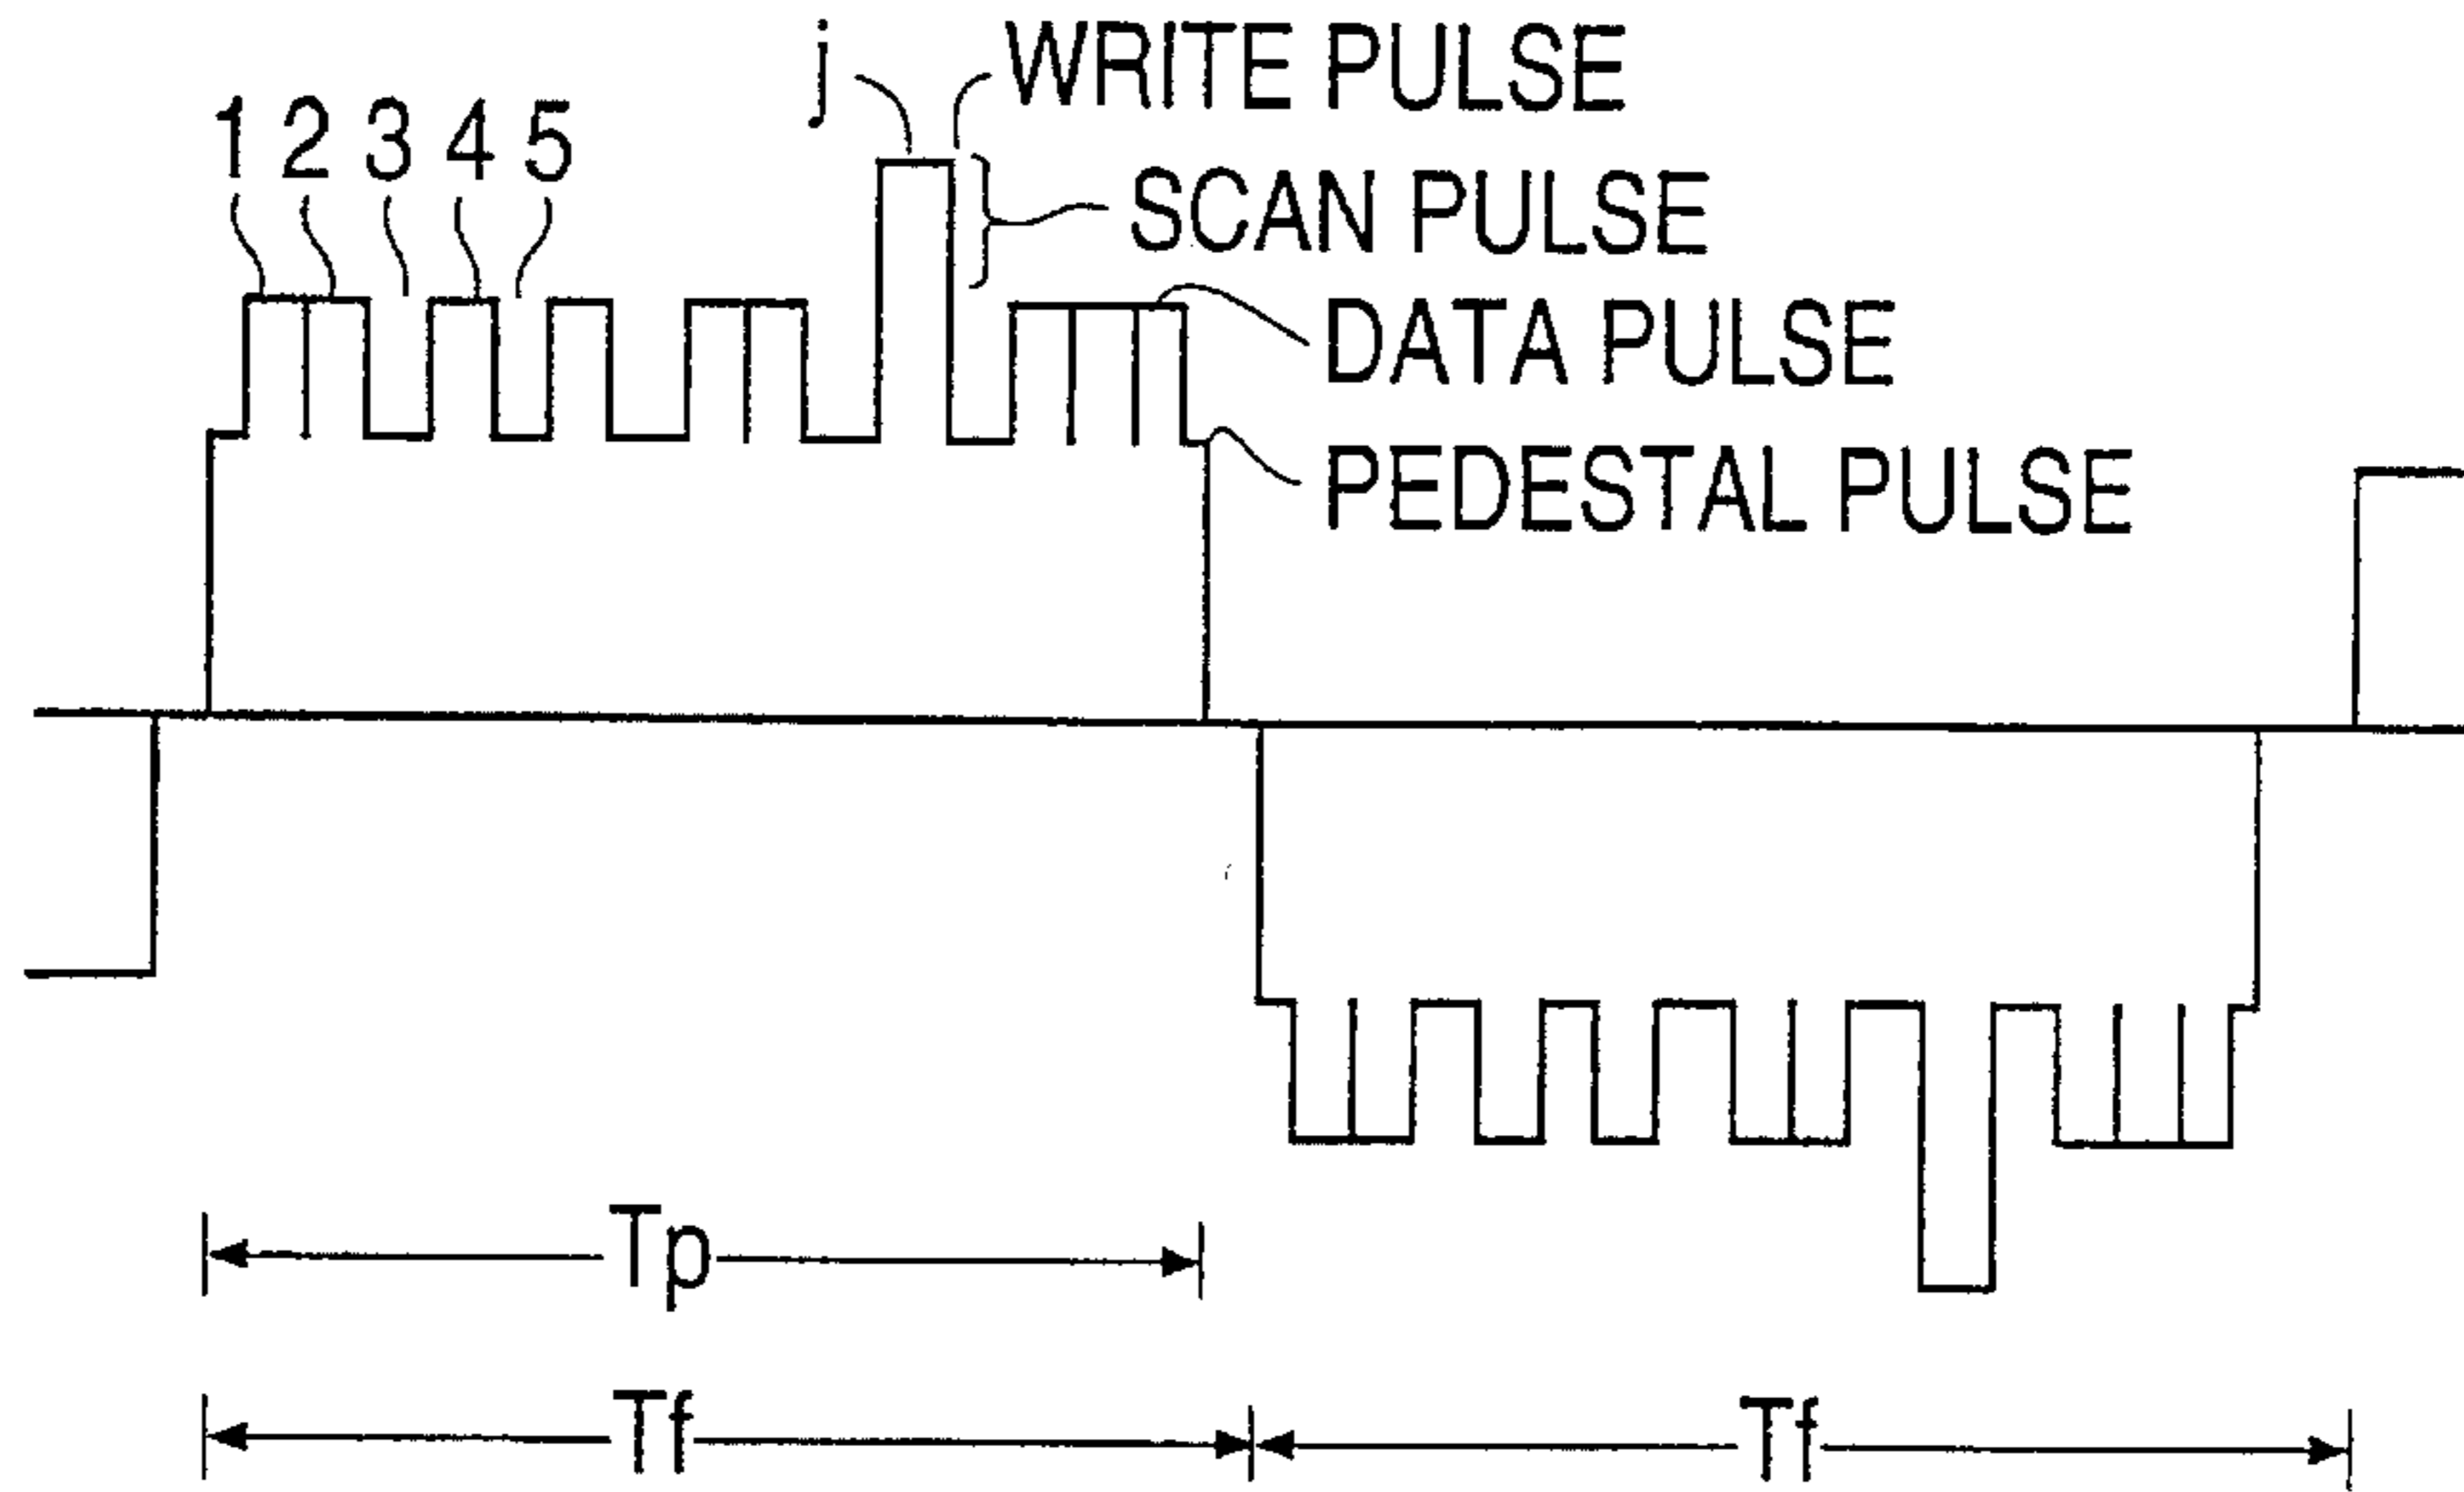 j WRITE PULSE
1 2 3 4 5
SCAN PULSE
DATA PULSE
PEDESTAL PULSE
Tp
Tf Tf